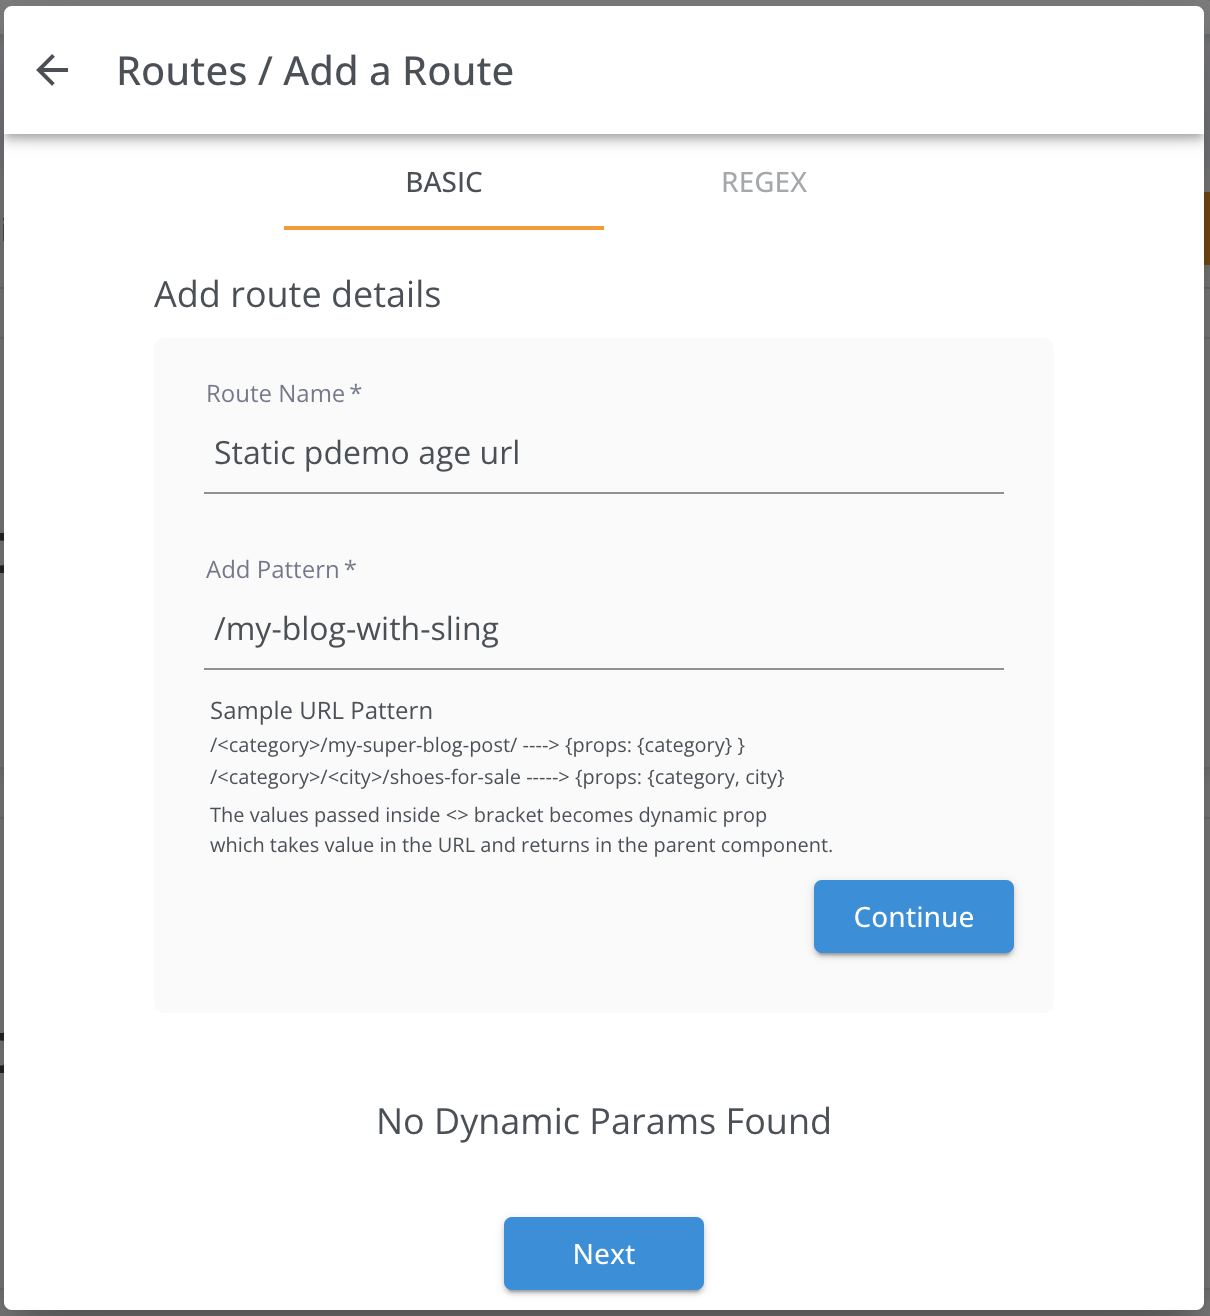 Routes / Add a Route
BASIC
REGEX
Add route details
Route Name *
Static pdemo age url
Add Pattern *
/my-blog-with-sling
Sample URL Pattern
/<category>/my-super-blog-post/ ----> {props: {category} }
/<category>/<city>/shoes-for-sale -----> {props: {category, city}
The values passed inside <> bracket becomes dynamic prop
which takes value in the URL and returns in the parent component.
Continue
No Dynamic Params Found
Next